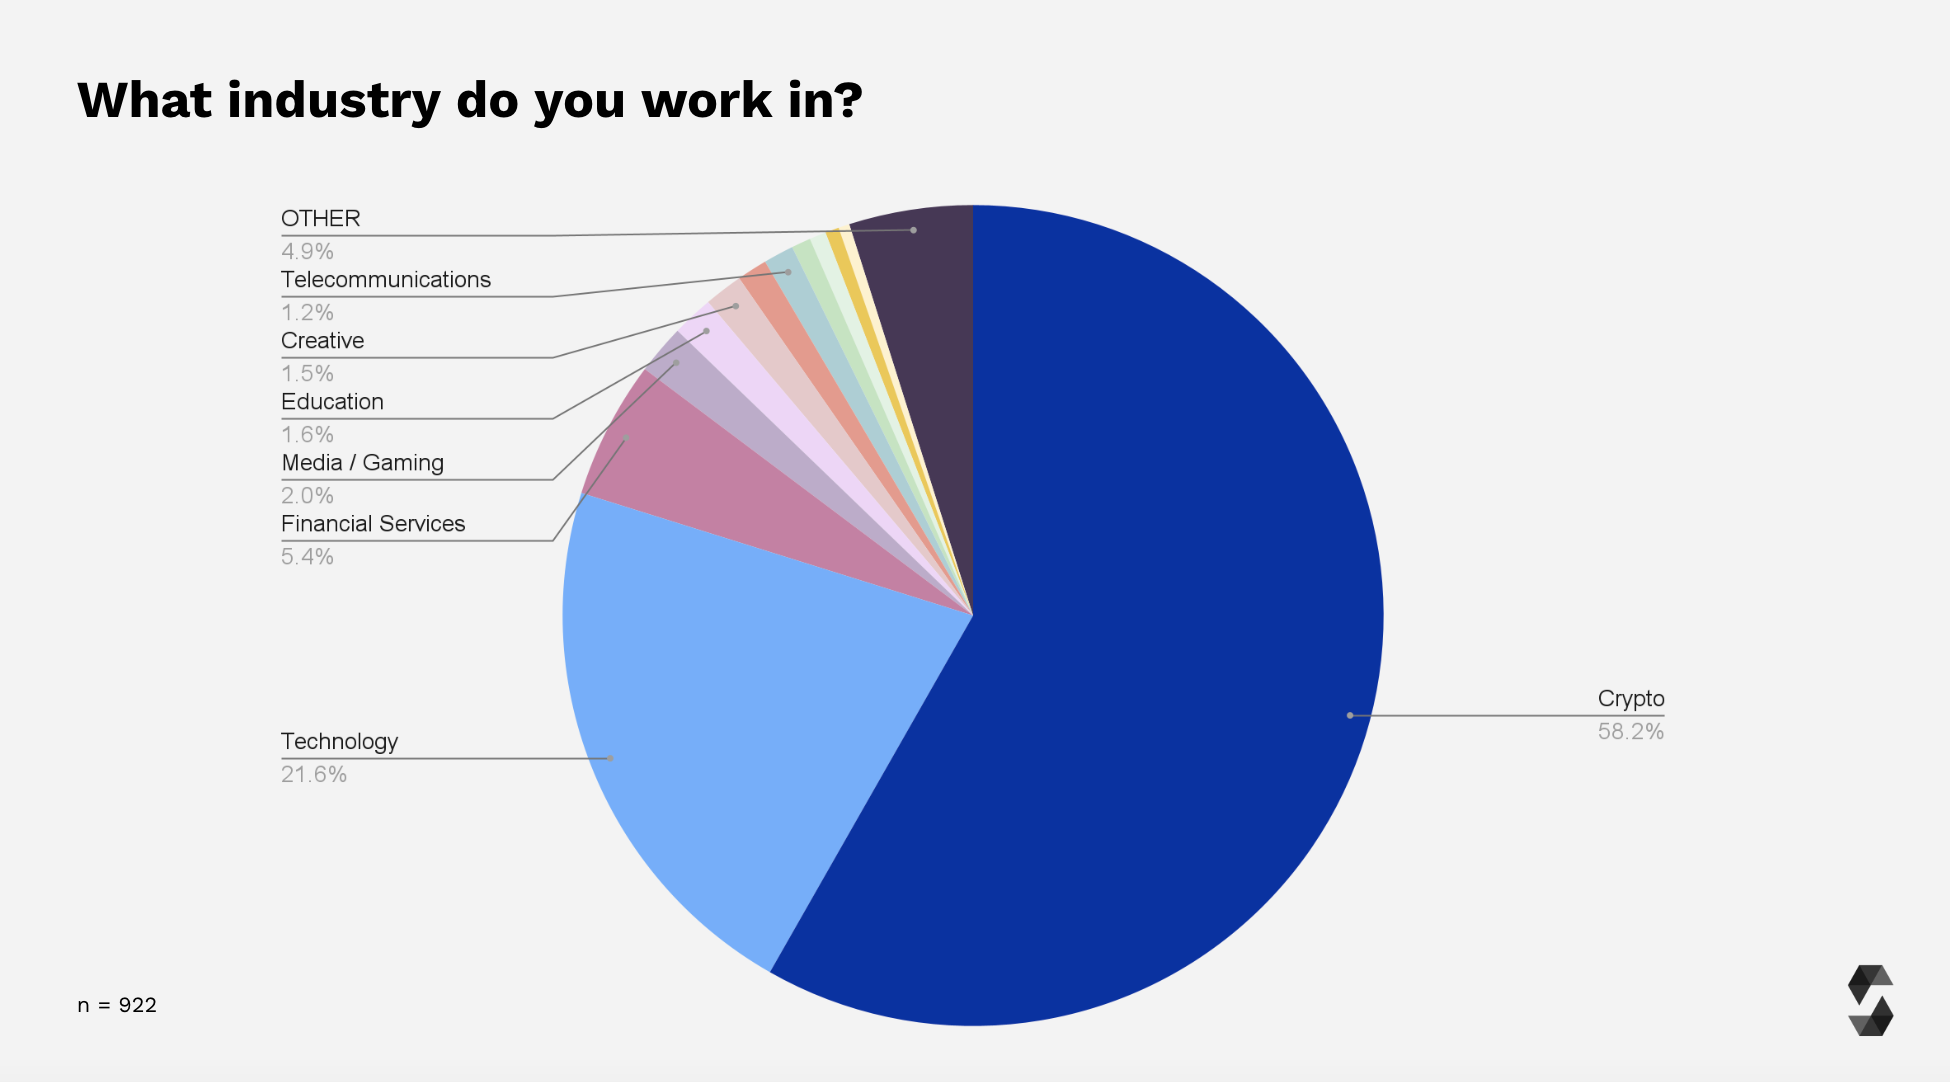 What industry do you work in?
OTHER
4.9%
Telecommunications
1.2%
Creative
1.5%
Education
1.6%
Media / Gaming
2.0%
Financial Services
5.4%
Technology
21.6%
Crypto
58.2%
n = 922